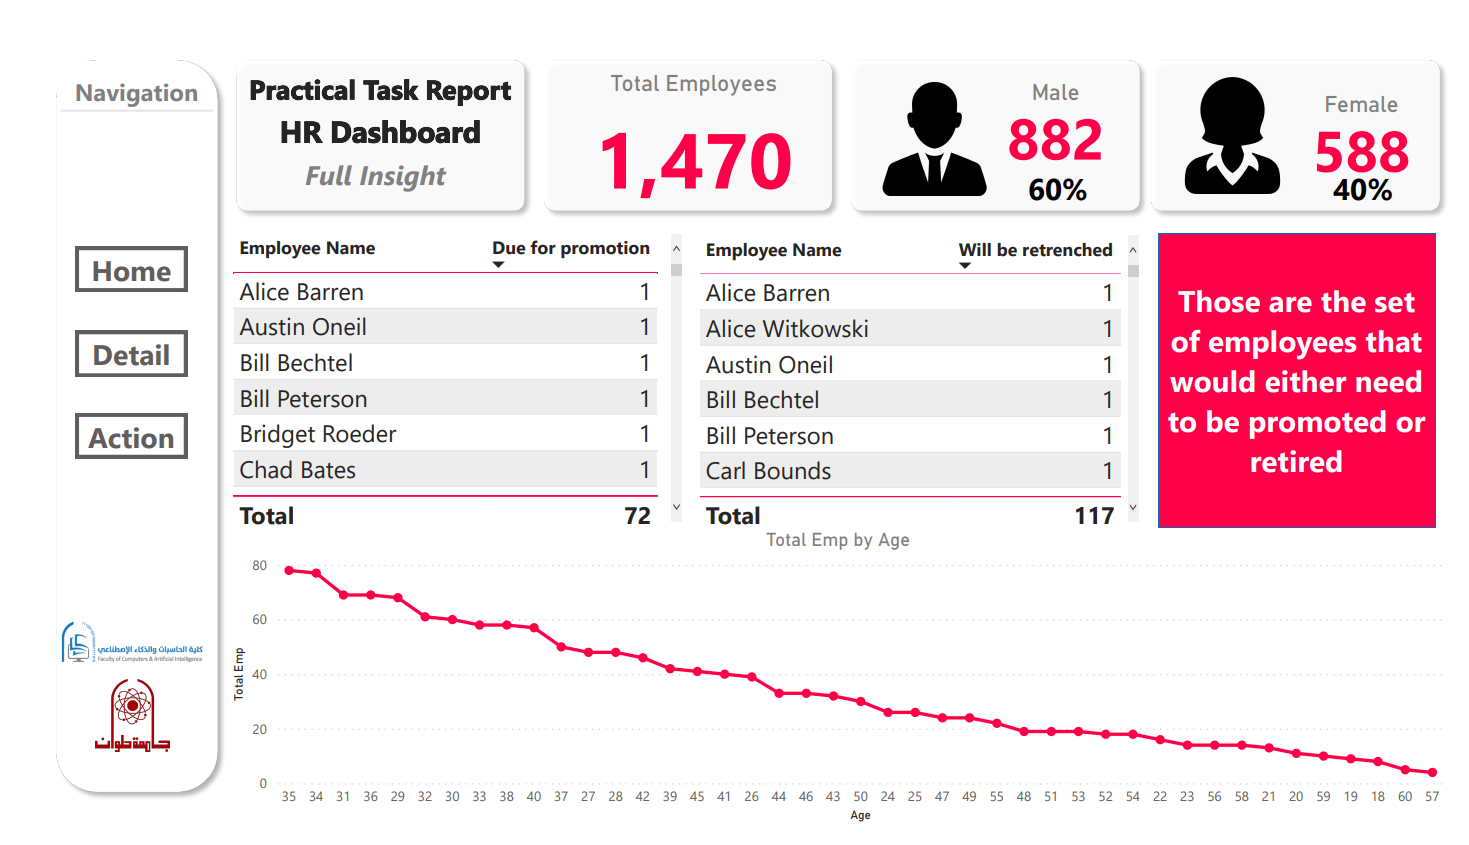 Navigation
Home
Detail
Action
كلية الحاسبات والذكاء الإصطناعي
Faculty of Computers & Artificial Intelligence
جامعة حلوان
Practical Task Report
HR Dashboard
Full Insight
Total Employees
1,470
Male
882
60%
Female
588
40%
Employee Name Due for promotion
Alice Barren 1
Austin Oneil 1
Bill Bechtel 1
Bill Peterson 1
Bridget Roeder 1
Chad Bates 1
Total 72
Employee Name Will be retrenched
Alice Barren 1
Alice Witkowski 1
Austin Oneil 1
Bill Bechtel 1
Bill Peterson 1
Carl Bounds 1
Total 117
Those are the set
of employees that
would either need
to be promoted or
retired
Total Emp by Age
Total Emp
80
60
40
20
0
35 34 31 36 29 32 30 33 38 40 37 27 28 42 39 45 41 26 44 46 43 50 24 25 47 49 55 48 51 53 52 54 22 23 56 58 21 20 59 19 18 60 57
Age